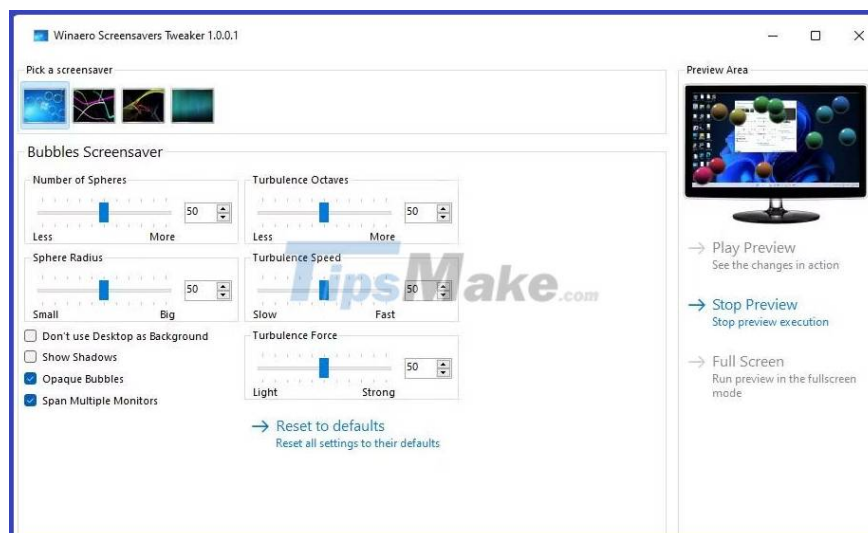 Winaero Screensavers Tweaker 1.0.0.1
Pick a screensaver
Preview Area
Bubbles Screensaver
Number of Spheres
50
Less More
Turbulence Octaves
50
Less More
Sphere Radius
50
Small Big
Turbulence Speed
50
Slow Fast
Don't use Desktop as Background
Show Shadows
Opaque Bubbles
Span Multiple Monitors
Turbulence Force
50
Light Strong
Reset to defaults
Reset all settings to their defaults
Play Preview
See the changes in action
Stop Preview
Stop preview execution
Full Screen
Run preview in the fullscreen
mode
TipsMake.com